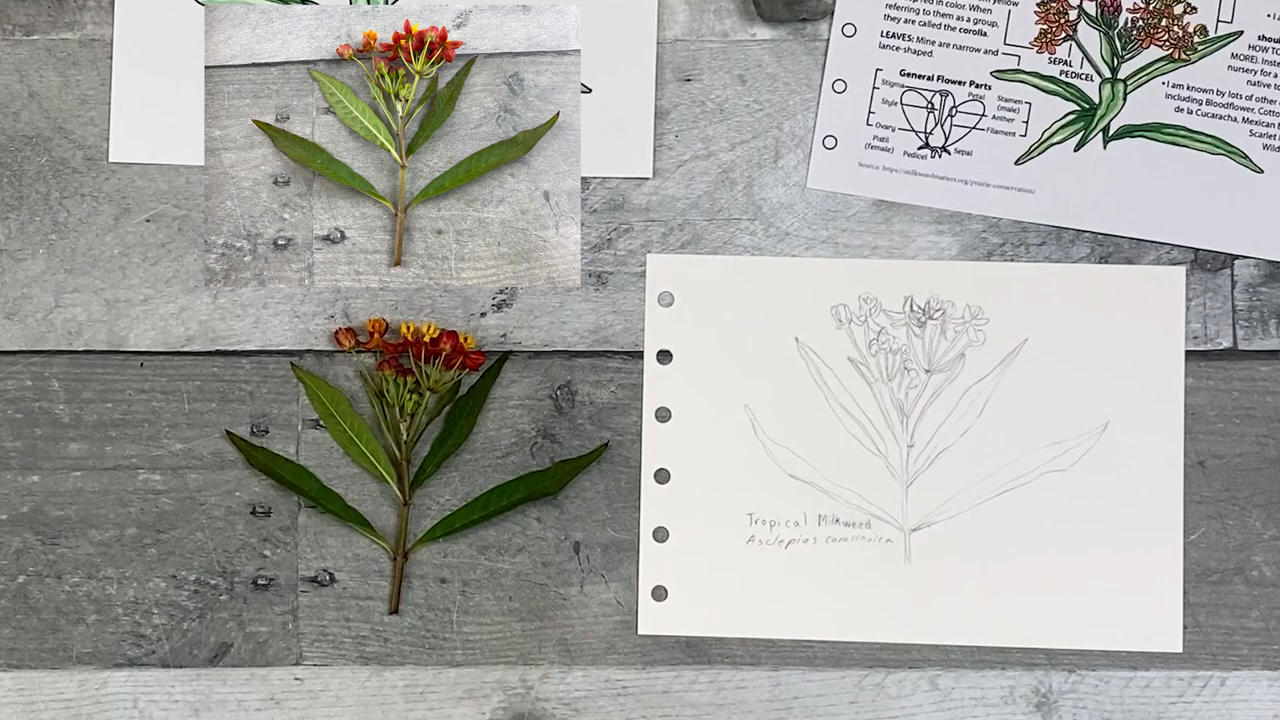 yellow
red in color. When
referring to them as a group,
they are called the corolla.
LEAVES: Mine are narrow and
lance-shaped.
SEPAL
PEDICEL
General Flower Parts
Stigma
Style
Ovary
Pistil
(female)
Pedicel
Sepal
Petal
Stamen
(male)
Anther
Filament
Source: https://milkweedmatters.org/prairie-conservation/
• I
shoul
HOW TO
MORE). Inste
nursery for a
native to
• I am known by lots of other
including Bloodflower, Cotto
de la Cucaracha, Mexican
Scarlet
Wild
Tropical Milkweed
Asclepias